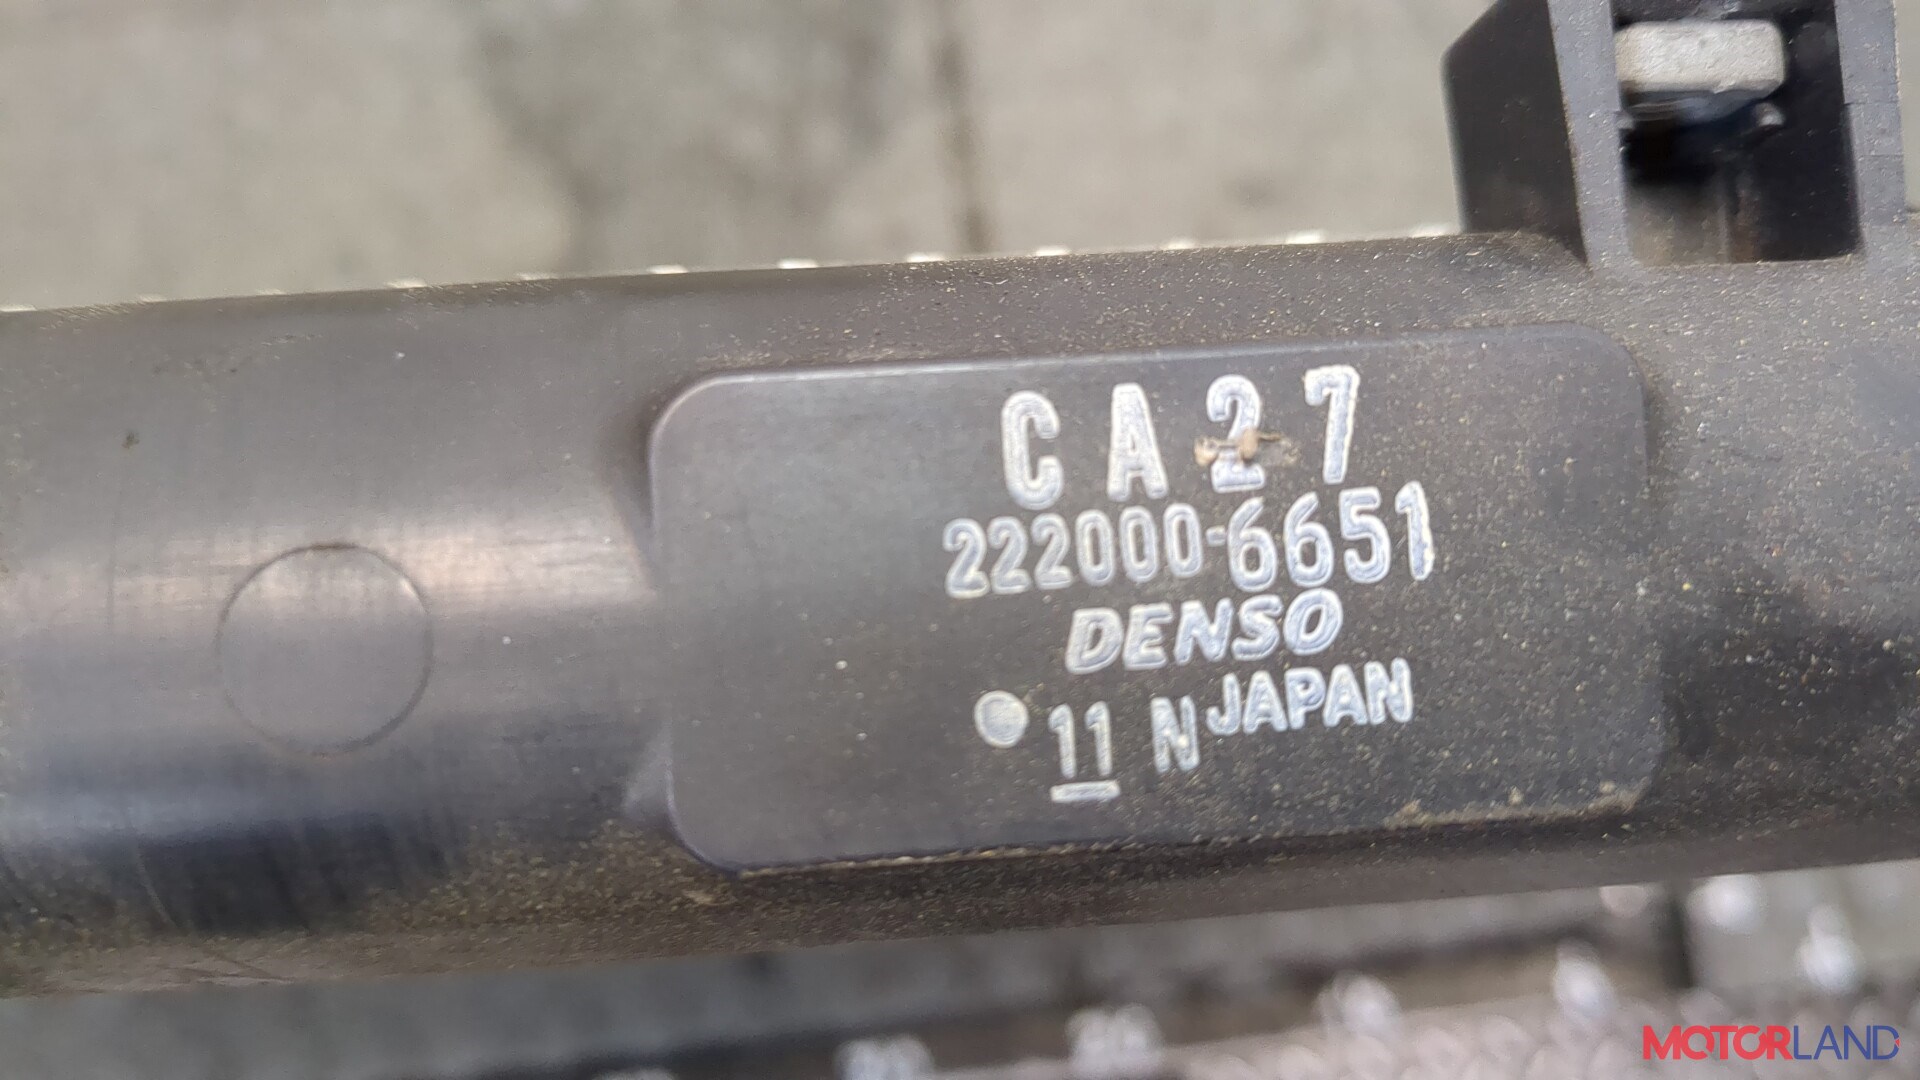 CA27
222000-6651
DENSO
11 N JAPAN
MOTORLAND